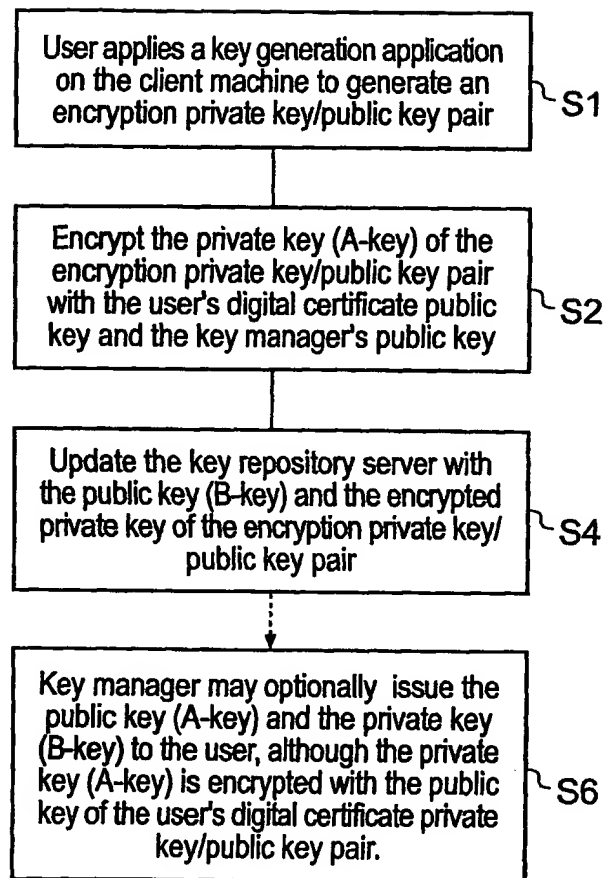 User applies a key generation application
on the client machine to generate an
encryption private key/public key pair
S1
Encrypt the private key (A-key) of the
encryption private key/public key pair
with the user's digital certificate public
key and the key manager's public key
S2
Update the key repository server with
the public key (B-key) and the encrypted
private key of the encryption private key/
public key pair
S4
Key manager may optionally issue the
public key (A-key) and the private key
(B-key) to the user, although the private
key (A-key) is encrypted with the public
key of the user's digital certificate private
key/public key pair.
S6